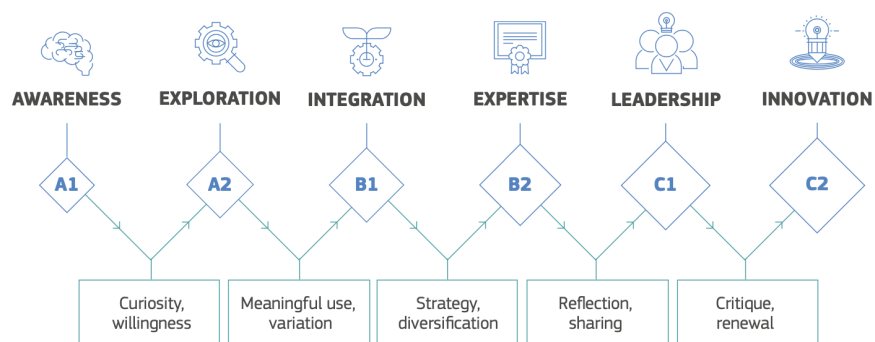 AWARENESS
EXPLORATION
INTEGRATION
EXPERTISE
LEADERSHIP
INNOVATION
A1
A2
B1
B2
C1
C2
Curiosity,
willingness
Meaningful use,
variation
Strategy,
diversification
Reflection,
sharing
Critique,
renewal